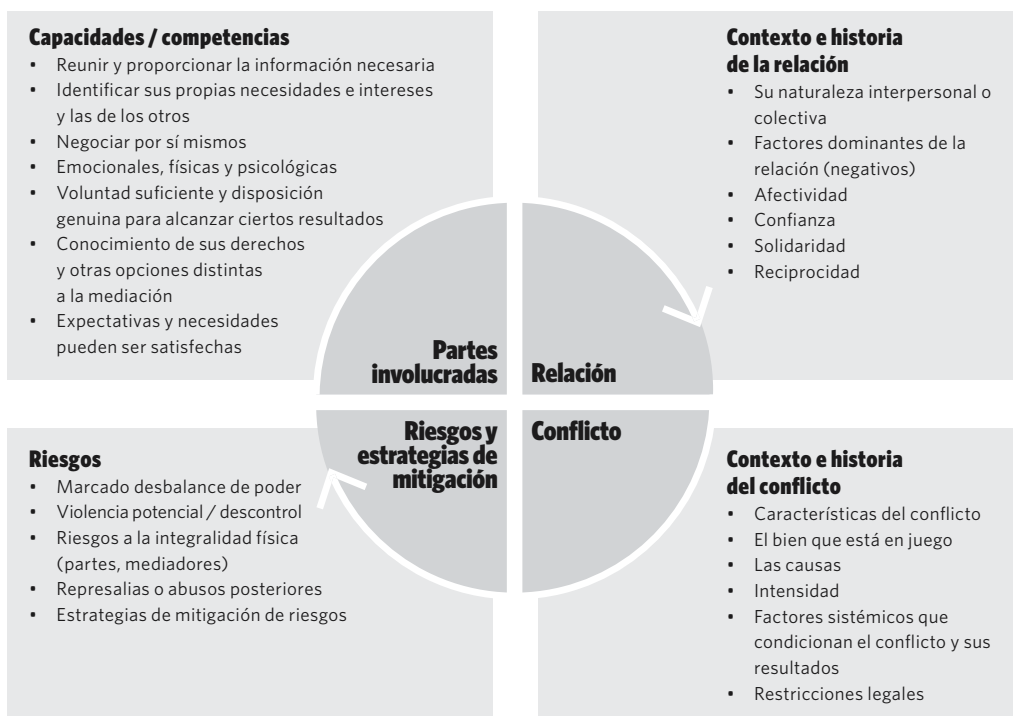 Capacidades / competencias
• Reunir y proporcionar la información necesaria
• Identificar sus propias necesidades e intereses
y las de los otros
• Negociar por sí mismos
• Emocionales, físicas y psicológicas
• Voluntad suficiente y disposición
genuina para alcanzar ciertos resultados
• Conocimiento de sus derechos
y otras opciones distintas
a la mediación
• Expectativas y necesidades
pueden ser satisfechas
Contexto e historia
de la relación
• Su naturaleza interpersonal o
colectiva
• Factores dominantes de la
relación (negativos)
• Afectividad
• Confianza
• Solidaridad
• Reciprocidad
Partes
involucradas
Relación
Riesgos y
estrategias de
mitigación
Conflicto
Riesgos
• Marcado desbalance de poder
• Violencia potencial / descontrol
• Riesgos a la integralidad física
(partes, mediadores)
• Represalias o abusos posteriores
• Estrategias de mitigación de riesgos
Contexto e historia
del conflicto
• Características del conflicto
• El bien que está en juego
• Las causas
• Intensidad
• Factores sistémicos que
condicionan el conflicto y sus
resultados
• Restricciones legales